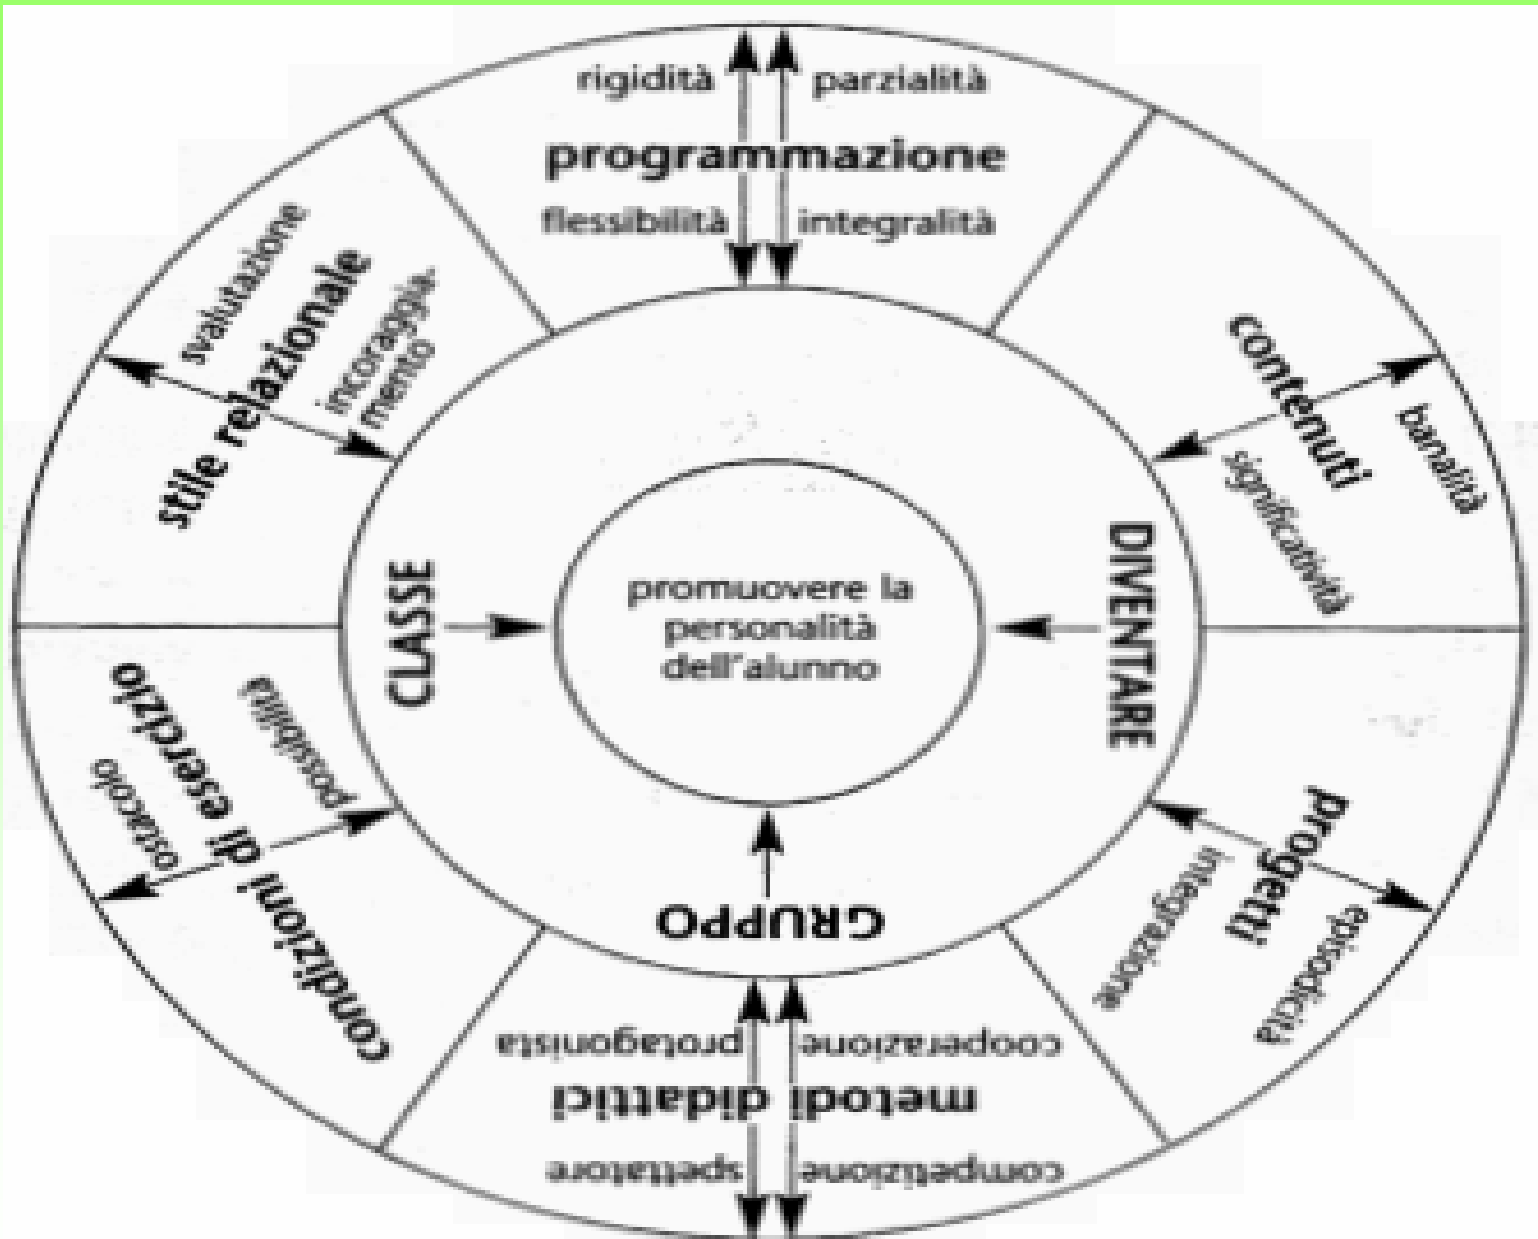 rigidità parzialità
programmazione
flessibilità integralità
contenuti
banalità
significatività
progetti
integrazione
episodicità
cooperazione protagonista
metodi didattici
competizione spettatore
condizioni di esercizio
possibilità
ostacolo
stile relazionale
svalutazione
incoraggia-
mento
DIVENTARE
GRUPPO
CLASSE
promuovere la
personalità
dell'alunno